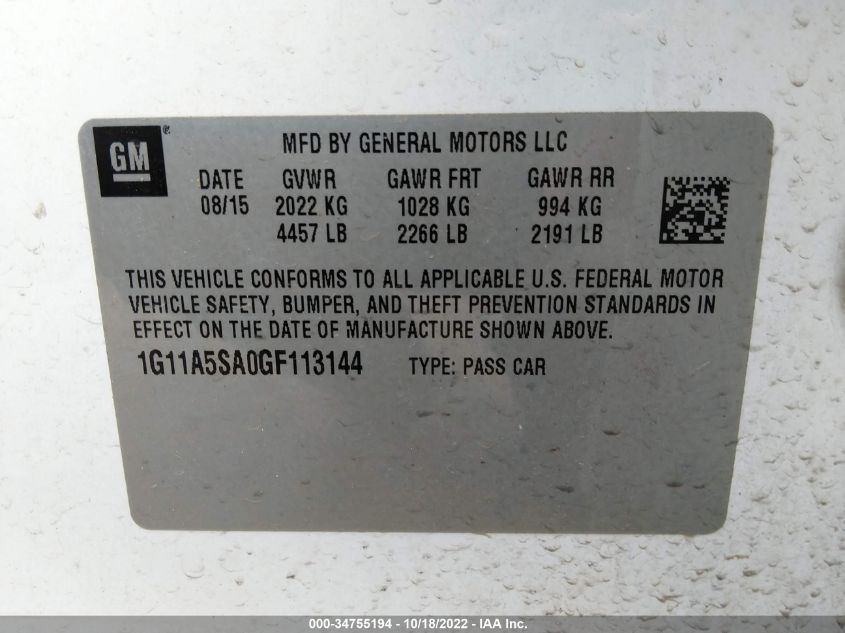 GM®
MFD BY GENERAL MOTORS LLC
DATE GVWR GAWR FRT GAWR RR
08/15 2022 KG 1028 KG 994 KG
4457 LB 2266 LB 2191 LB
THIS VEHICLE CONFORMS TO ALL APPLICABLE U.S. FEDERAL MOTOR
VEHICLE SAFETY, BUMPER, AND THEFT PREVENTION STANDARDS IN
EFFECT ON THE DATE OF MANUFACTURE SHOWN ABOVE.
1G11A5SA0GF113144 TYPE: PASS CAR
000-34755194 - 10/18/2022 - IAA Inc.